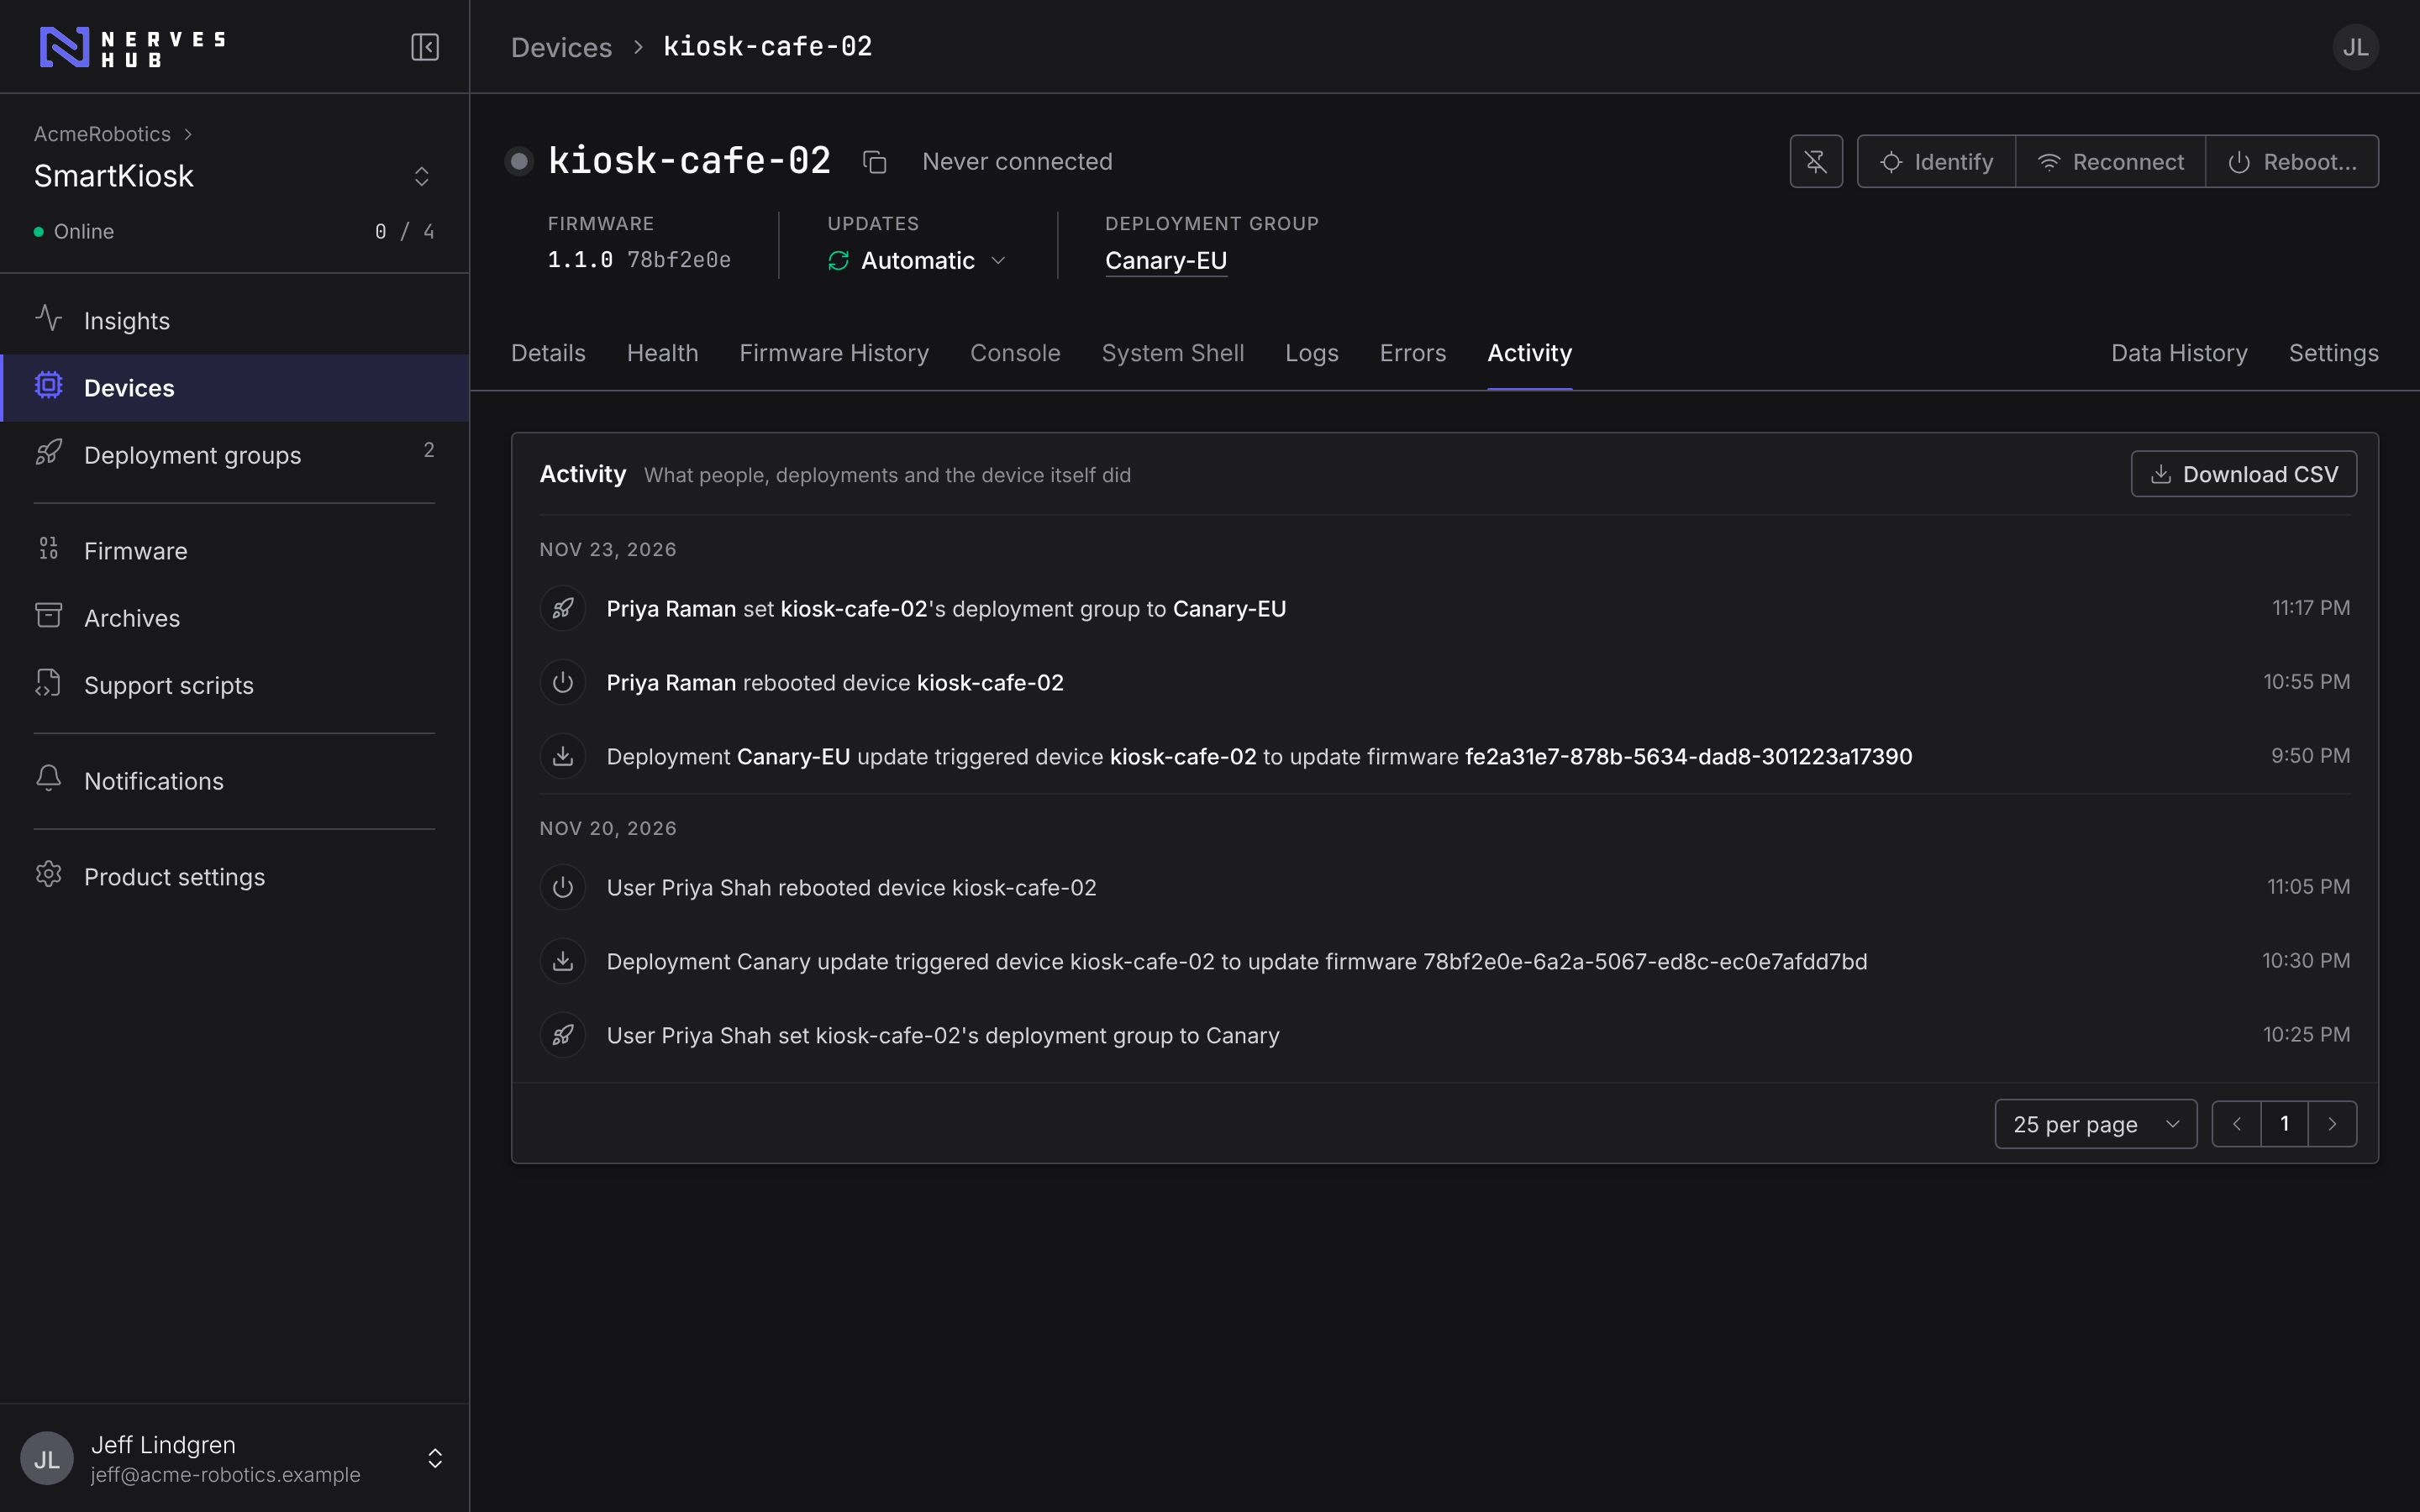 NERVES
HUB
Devices > kiosk-cafe-02
JL
AcmeRobotics >
SmartKiosk
Online 0 / 4
Insights
Devices
Deployment groups 2
Firmware
Archives
Support scripts
Notifications
Product settings
JL
Jeff Lindgren
jeff@acme-robotics.example
kiosk-cafe-02 Never connected
Identify Reconnect Reboot...
FIRMWARE
1.1.0 78bf2e0e
UPDATES
Automatic
DEPLOYMENT GROUP
Canary-EU
Details Health Firmware History Console System Shell Logs Errors Activity Data History Settings
Activity What people, deployments and the device itself did Download CSV
NOV 23, 2026
Priya Raman set kiosk-cafe-02's deployment group to Canary-EU 11:17 PM
Priya Raman rebooted device kiosk-cafe-02 10:55 PM
Deployment Canary-EU update triggered device kiosk-cafe-02 to update firmware fe2a31e7-878b-5634-dad8-301223a17390 9:50 PM
NOV 20, 2026
User Priya Shah rebooted device kiosk-cafe-02 11:05 PM
Deployment Canary update triggered device kiosk-cafe-02 to update firmware 78bf2e0e-6a2a-5067-ed8c-ec0e7afdd7bd 10:30 PM
User Priya Shah set kiosk-cafe-02's deployment group to Canary 10:25 PM
25 per page 1